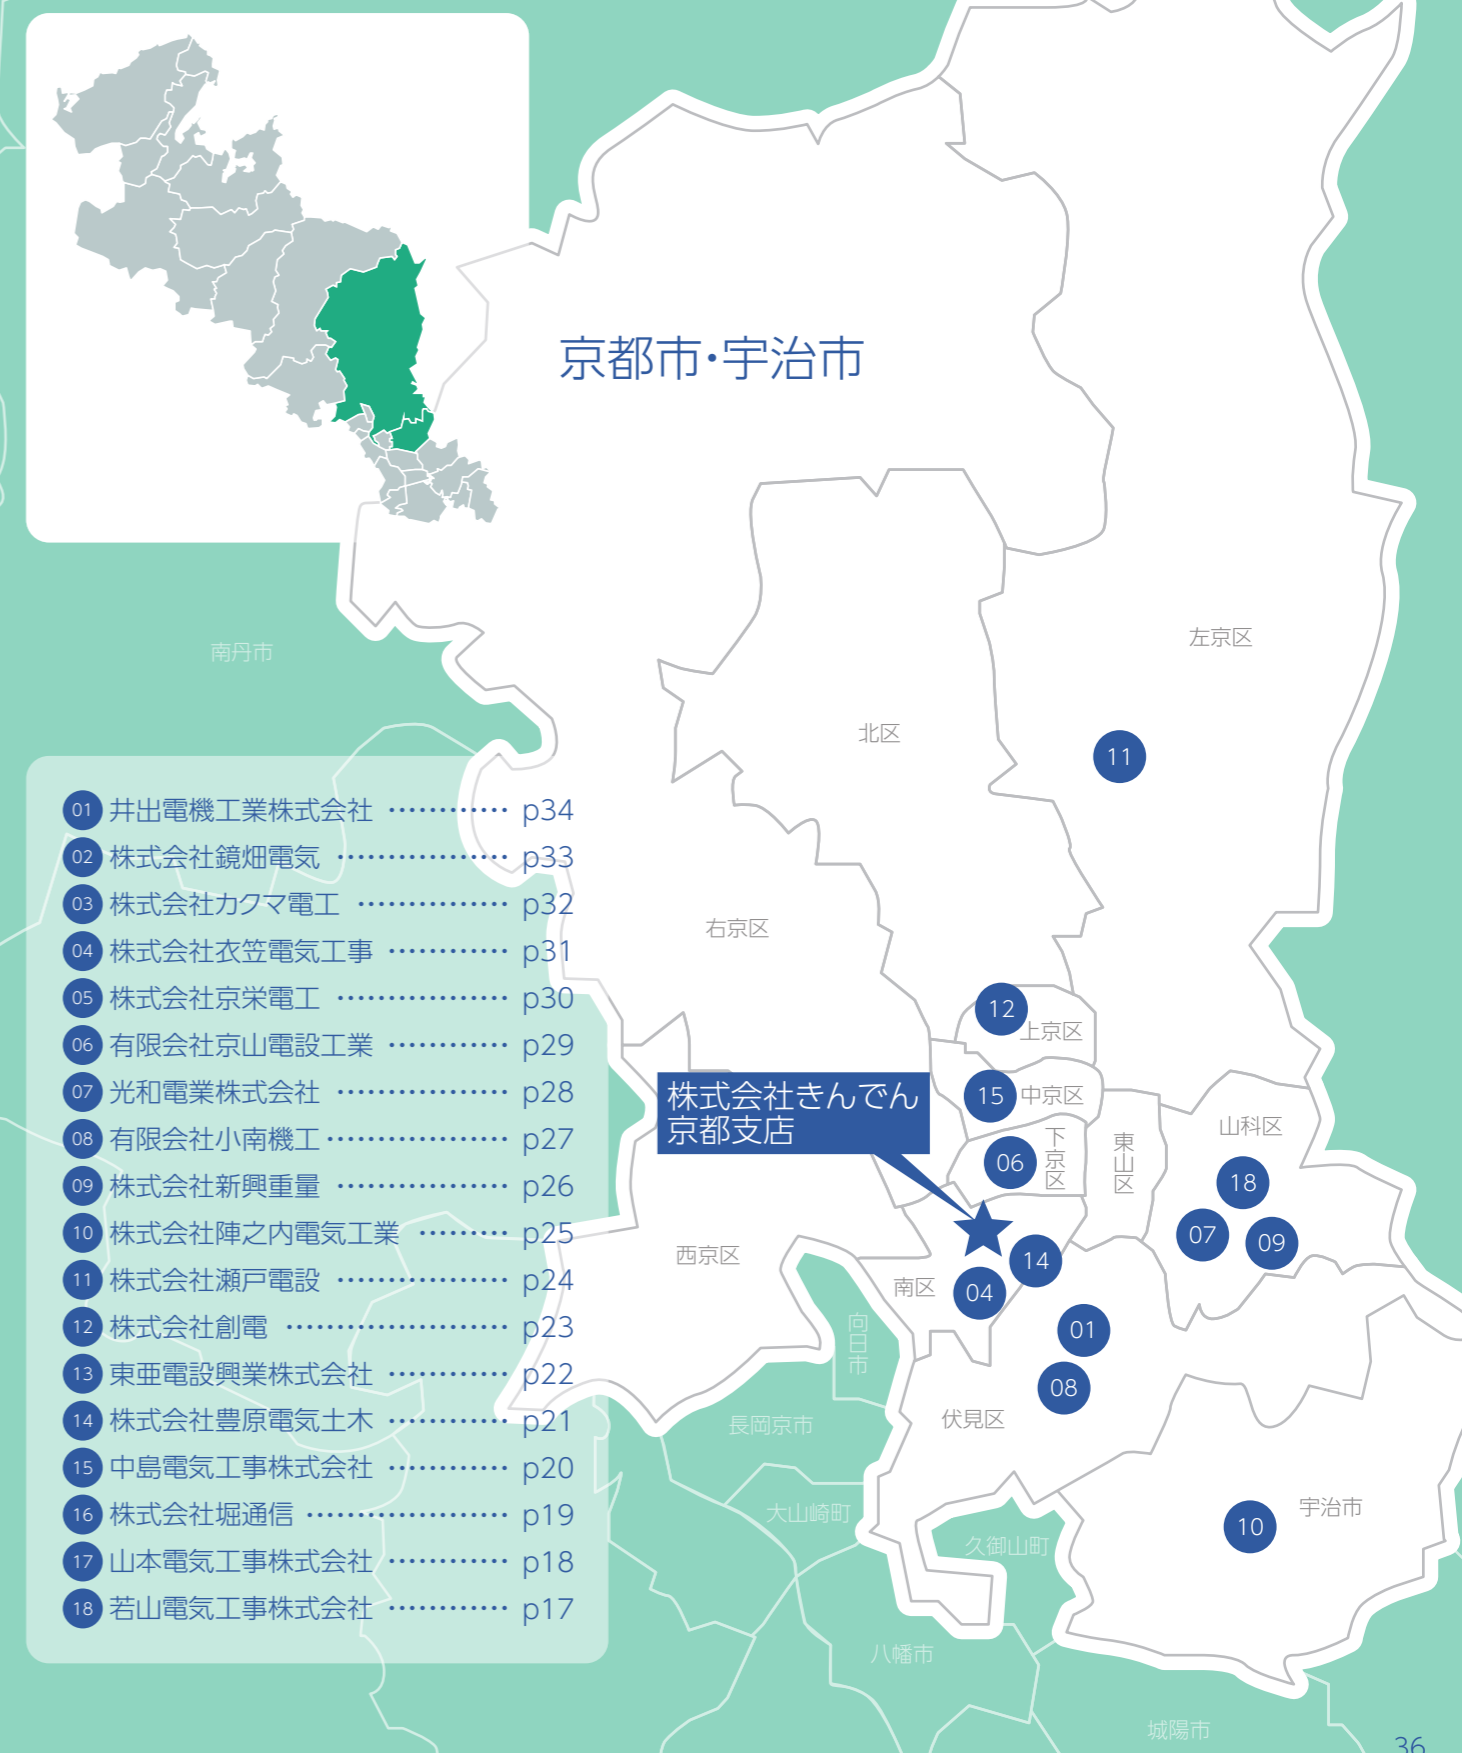 京都市・宇治市
南丹市
左京区
北区
11
右京区
12
上京区
15 中京区
株式会社きんでん
京都支店
06
下京区
東山区
山科区
18
07
09
西京区
南区
14
04
向日市
01
08
伏見区
長岡京市
大山崎町
久御山町
10
宇治市
八幡市
城陽市
01 井出電機工業株式会社 ………… p34
02 株式会社鏡畑電気 ………… p33
03 株式会社カクマ電工 ………… p32
04 株式会社衣笠電気工事 ………… p31
05 株式会社京栄電工 ………… p30
06 有限会社京山電設工業 ………… p29
07 光和電業株式会社 ………… p28
08 有限会社小南機工 ………… p27
09 株式会社新興重量 ………… p26
10 株式会社陣之内電気工業 ………… p25
11 株式会社瀬戸電設 ………… p24
12 株式会社創電 ………… p23
13 東亜電設興業株式会社 ………… p22
14 株式会社豊原電気土木 ………… p21
15 中島電気工事株式会社 ………… p20
16 株式会社堀通信 ………… p19
17 山本電気工事株式会社 ………… p18
18 若山電気工事株式会社 ………… p17
36